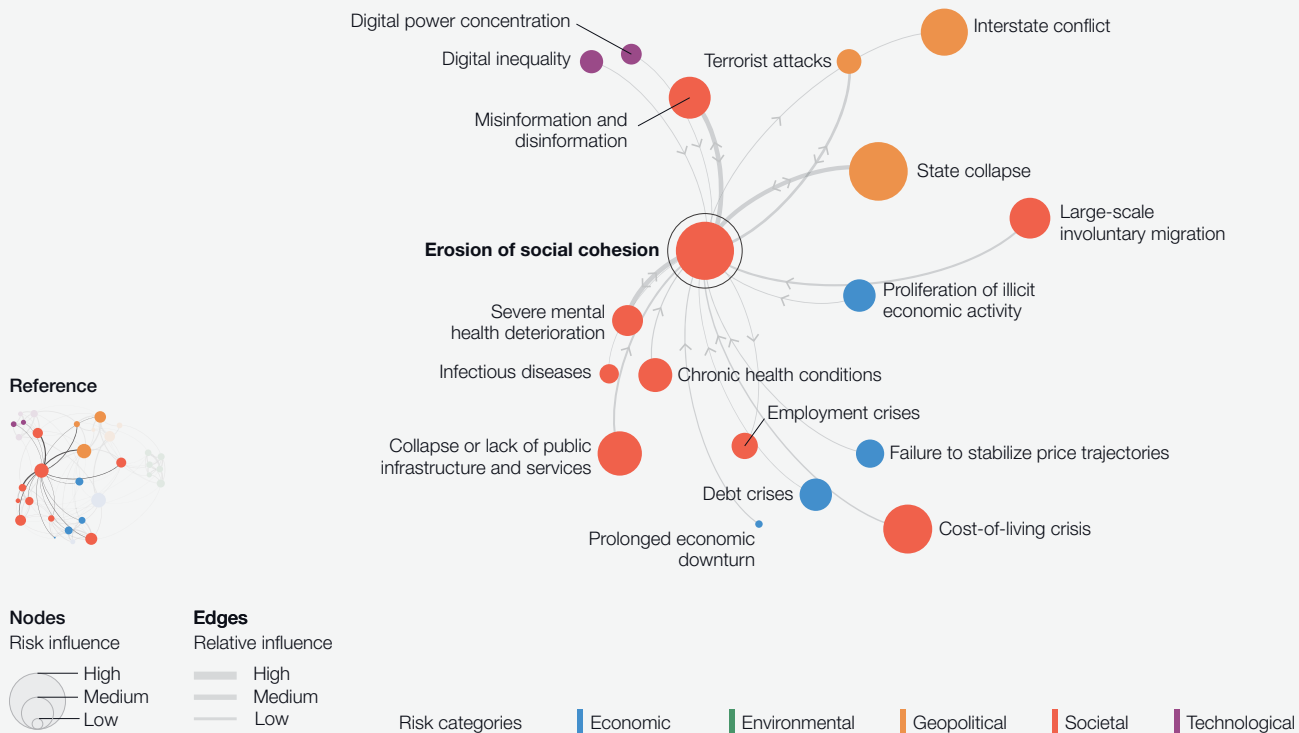 Digital power concentration
Interstate conflict
Digital inequality
Terrorist attacks
Misinformation and
disinformation
State collapse
Large-scale
involuntary migration
Erosion of social cohesion
Proliferation of illicit
economic activity
Severe mental
health deterioration
Infectious diseases
Chronic health conditions
Reference
Employment crises
Collapse or lack of public
infrastructure and services
Failure to stabilize price trajectories
Debt crises
Cost-of-living crisis
Prolonged economic
downturn
Nodes
Risk influence
High
Medium
Low
Edges
Relative influence
High
Medium
Low
Risk categories
Economic
Environmental
Geopolitical
Societal
Technological